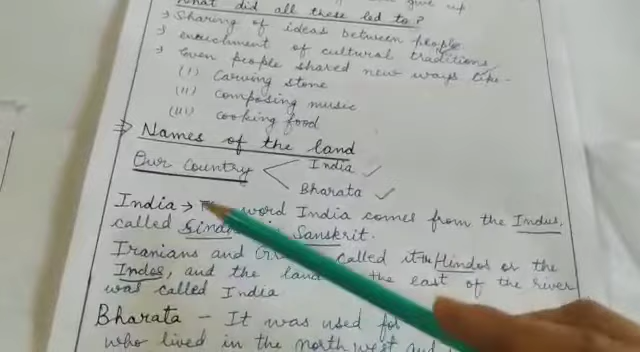 give up
What did all these led to?
→ Sharing of ideas between people
→ enrichment of cultural traditions
→ Even people shared new ways like-
(i) Carving stone
(ii) composing music
(iii) cooking food
⇒ Names of the land
Our Country India ✓
Bharata ✓
India → word India comes from the Indus,
called in Sanskrit.
Iranians and called it Hindos or the
Indos, and the land the east of the river
was called India
Bharata - It was used for
who lived in the north west and